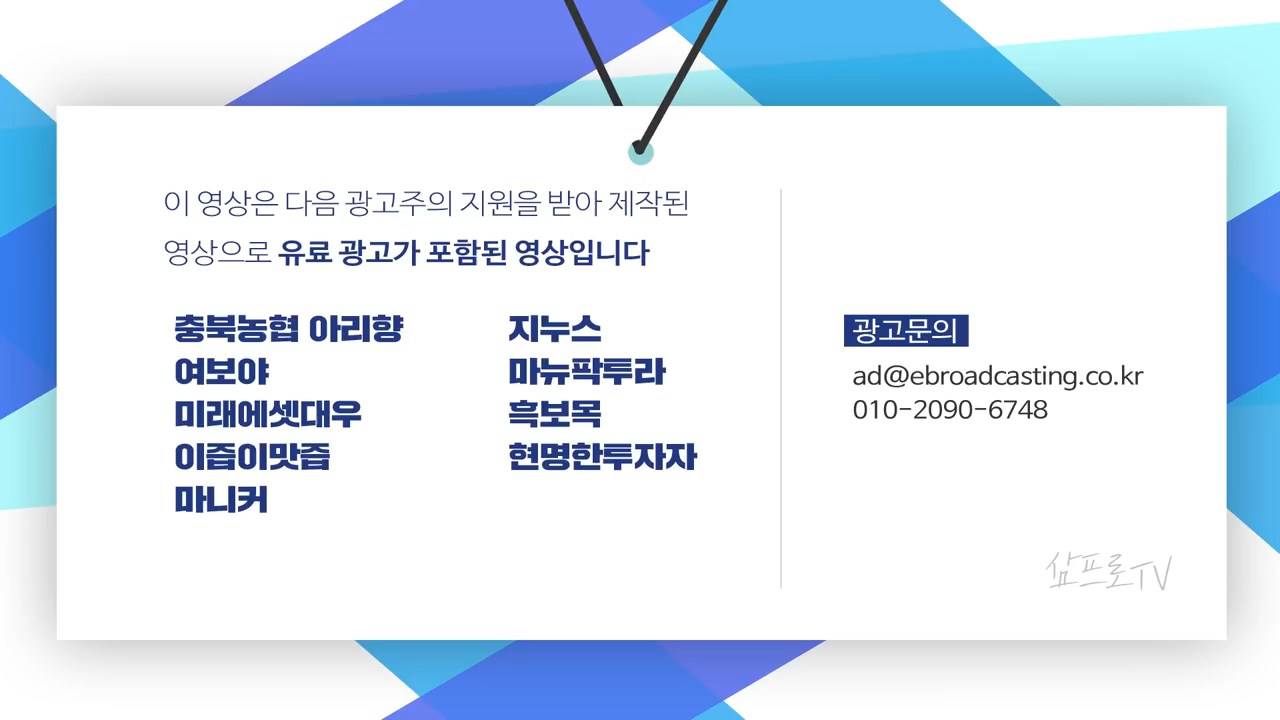 이 영상은 다음 광고주의 지원을 받아 제작된
영상으로 유료 광고가 포함된 영상입니다
충북농협 아리향
여보야
미래에셋대우
이즙이맛즙
마니커
지누스
마뉴팍투라
흑보목
현명한투자자
광고문의
ad@ebroadcasting.co.kr
010-2090-6748
삼프로TV